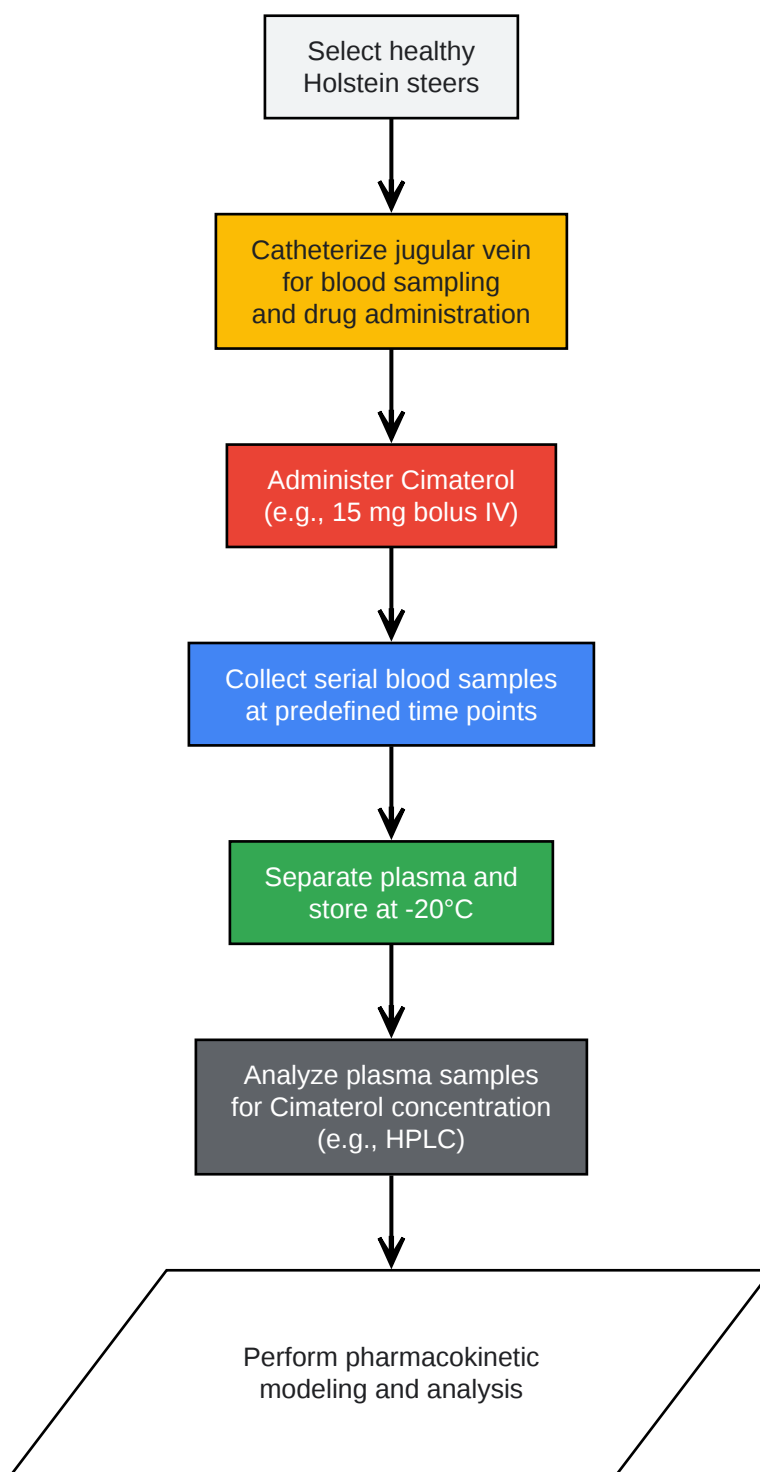 Select healthy
Holstein steers
Catheterize jugular vein
for blood sampling
and drug administration
Administer Cimaterol
(e.g., 15 mg bolus IV)
Collect serial blood samples
at predefined time points
Separate plasma and
store at -20°C
Analyze plasma samples
for Cimaterol concentration
(e.g., HPLC)
Perform pharmacokinetic
modeling and analysis